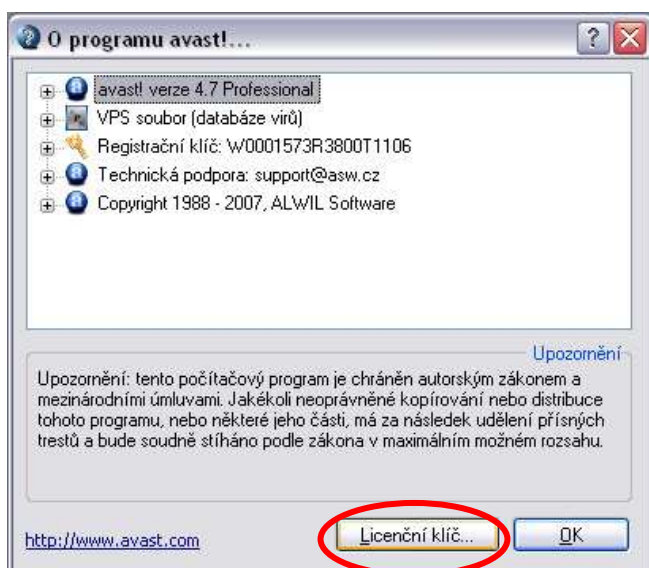 O programu avast!...
avast! verze 4.7 Professional
VPS soubor (databáze virů)
Registrační klíč: W0001573R3800T1106
Technická podpora: support@asw.cz
Copyright 1988 - 2007, ALWIL Software
Upozornění
Upozornění: tento počítačový program je chráněn autorským zákonem a
mezinárodními úmluvami. Jakékoli neoprávněné kopírování nebo distribuce
tohoto programu, nebo některé jeho části, má za následek udělení přísných
trestů a bude soudně stíháno podle zákona v maximálním možném rozsahu.
http://www.avast.com
Licenční klíč...
OK